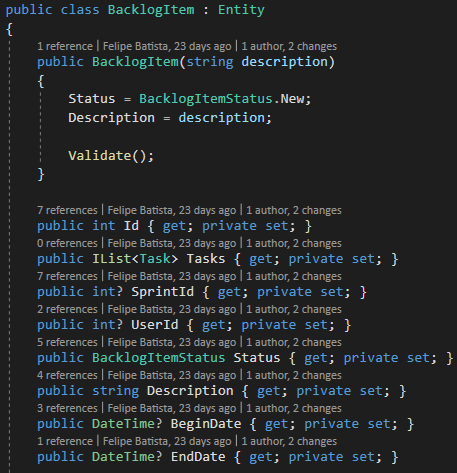 public class BacklogItem : Entity
{
1 reference | Felipe Batista, 23 days ago | 1 author, 2 changes
public BacklogItem(string description)
{
Status = BacklogItemStatus.New;
Description = description;
Validate();
}
7 references | Felipe Batista, 23 days ago | 1 author, 2 changes
public int Id { get; private set; }
0 references | Felipe Batista, 23 days ago | 1 author, 2 changes
public IList<Task> Tasks { get; private set; }
7 references | Felipe Batista, 23 days ago | 1 author, 2 changes
public int? SprintId { get; private set; }
2 references | Felipe Batista, 23 days ago | 1 author, 2 changes
public int? UserId { get; private set; }
5 references | Felipe Batista, 23 days ago | 1 author, 2 changes
public BacklogItemStatus Status { get; private set; }
4 references | Felipe Batista, 23 days ago | 1 author, 2 changes
public string Description { get; private set; }
3 references | Felipe Batista, 23 days ago | 1 author, 2 changes
public DateTime? BeginDate { get; private set; }
1 reference | Felipe Batista, 23 days ago | 1 author, 2 changes
public DateTime? EndDate { get; private set; }